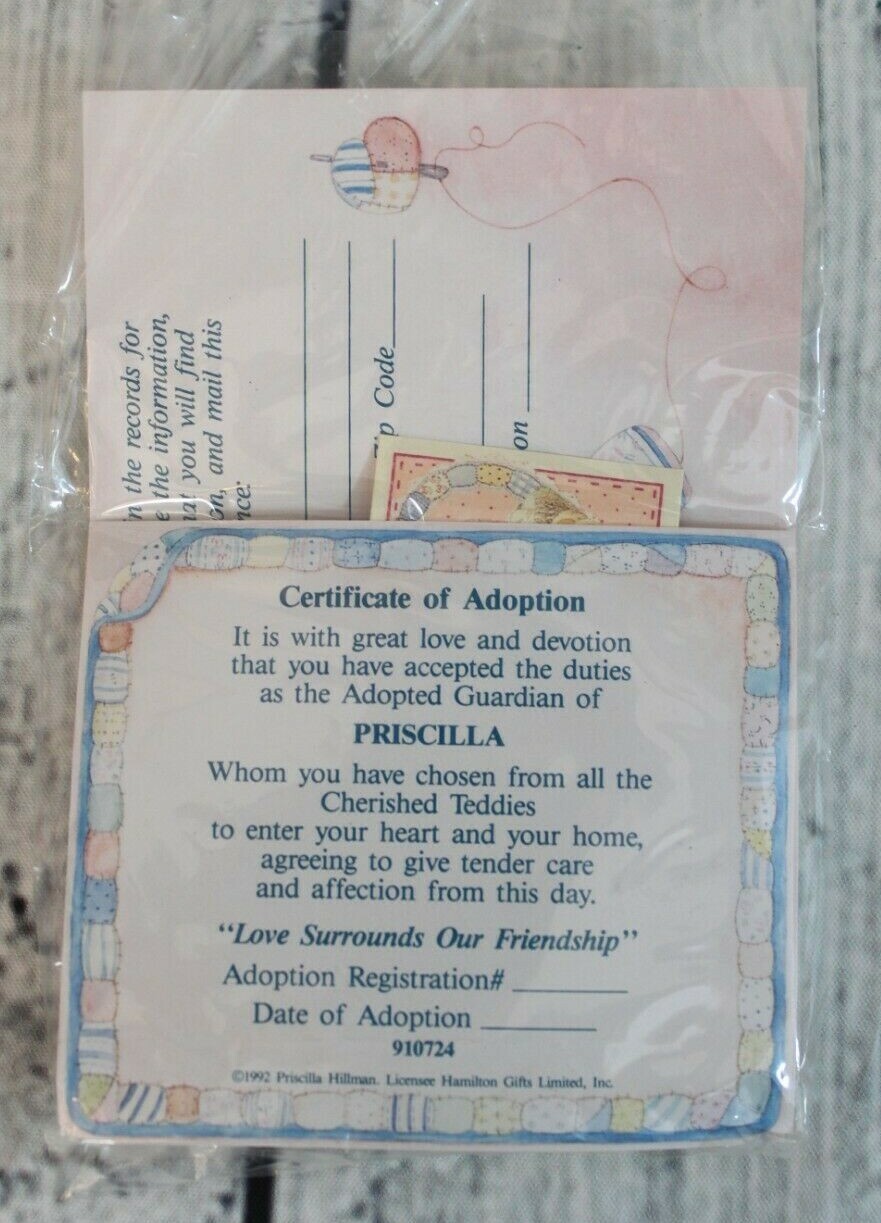 in the records for
the information,
you will find
and mail this
Zip Code
on
Certificate of Adoption
It is with great love and devotion
that you have accepted the duties
as the Adopted Guardian of
PRISCILLA
Whom you have chosen from all the
Cherished Teddies
to enter your heart and your home,
agreeing to give tender care
and affection from this day.
"Love Surrounds Our Friendship"
Adoption Registration# ________
Date of Adoption ________
910724
©1992 Priscilla Hillman. Licensee Hamilton Gifts Limited, Inc.